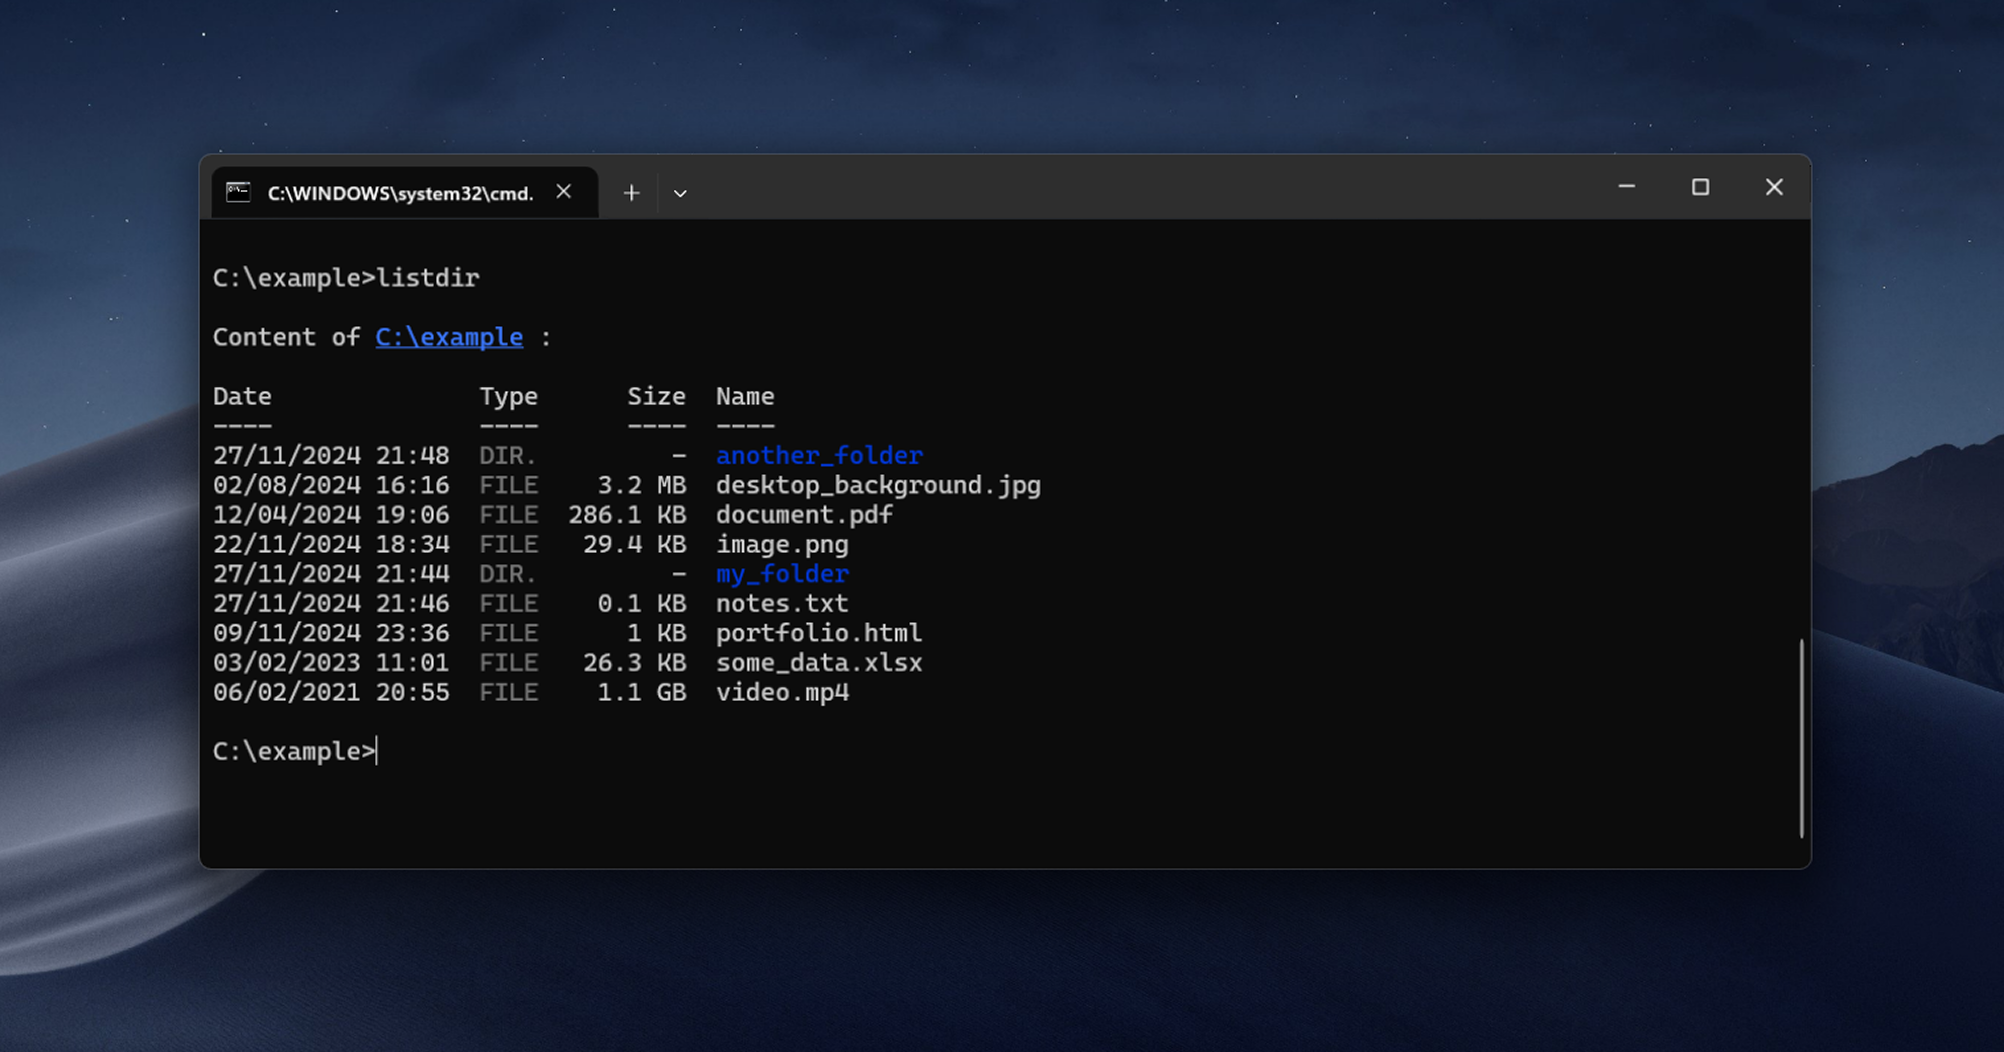 C:\WINDOWS\system32\cmd.
C:\example>listdir
Content of C:\example :
Date Type Size Name
---- ---- ---- ----
27/11/2024 21:48 DIR. - another_folder
02/08/2024 16:16 FILE 3.2 MB desktop_background.jpg
12/04/2024 19:06 FILE 286.1 KB document.pdf
22/11/2024 18:34 FILE 29.4 KB image.png
27/11/2024 21:44 DIR. - my_folder
27/11/2024 21:46 FILE 0.1 KB notes.txt
09/11/2024 23:36 FILE 1 KB portfolio.html
03/02/2023 11:01 FILE 26.3 KB some_data.xlsx
06/02/2021 20:55 FILE 1.1 GB video.mp4
C:\example>